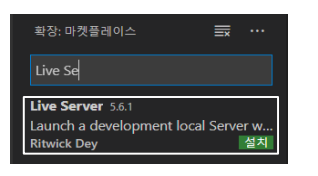 확장: 마켓플레이스
Live Se
Live Server 5.6.1
Launch a development local Server w...
Ritwick Dey 설치